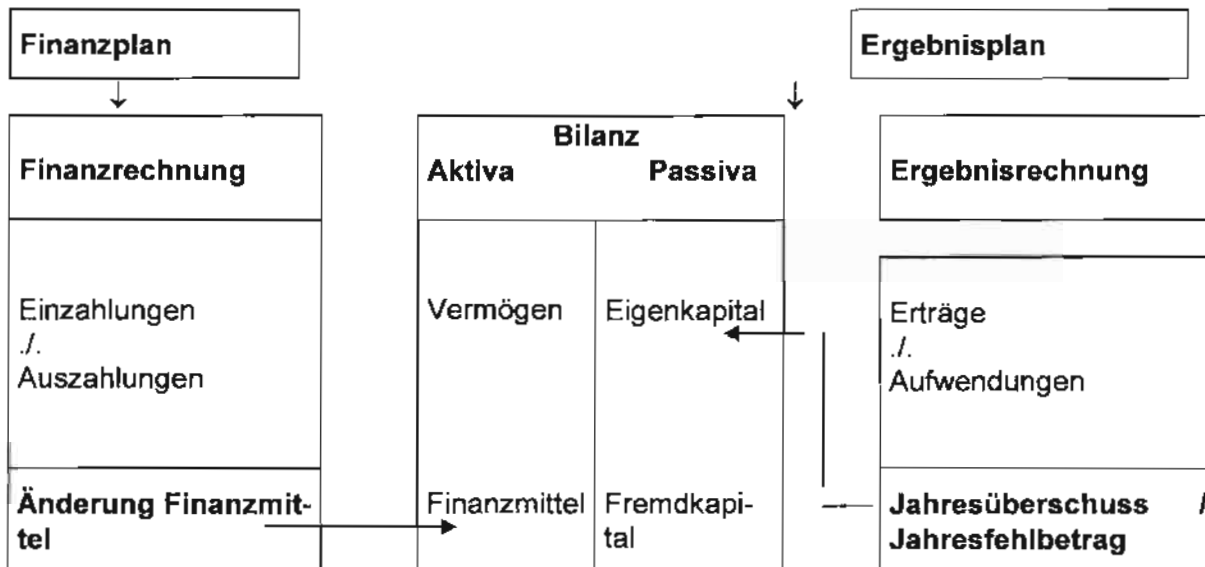 Finanzplan
Ergebnisplan
Finanzrechnung
Bilanz
Aktiva Passiva
Ergebnisrechnung
Einzahlungen
./.
Auszahlungen
Vermögen
Eigenkapital
Erträge
./.
Aufwendungen
Änderung Finanzmit-
tel
Finanzmittel
Fremdkapi-
tal
Jahresüberschuss /
Jahresfehlbetrag